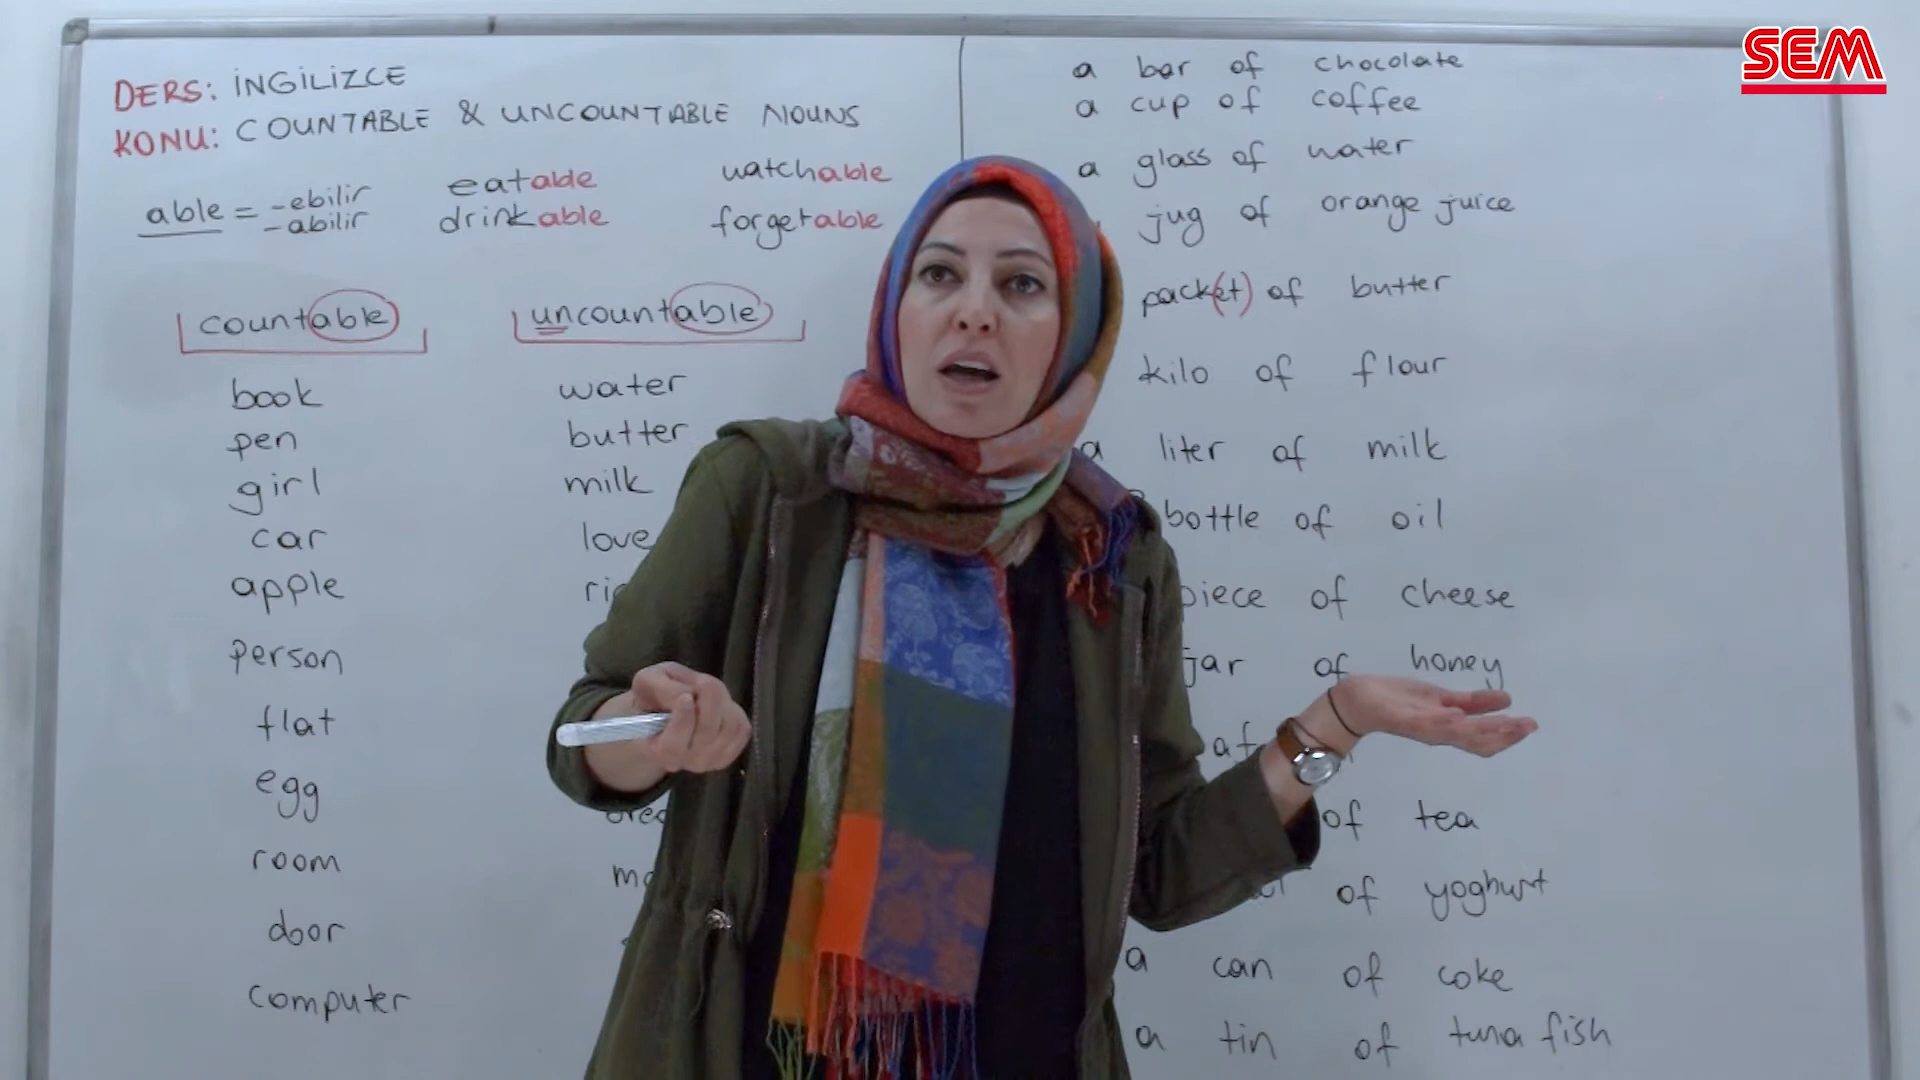 DERS: İNGİLİZCE
KONU: COUNTABLE & UNCOUNTABLE NOUNS
able = -ebilir
-abilir
eatable
drinkable
watchable
forgetable
countable
book
pen
girl
car
apple
person
flat
egg
room
door
computer
uncountable
water
butter
milk
love
a bar of chocolate
a cup of coffee
a glass of water
jug of orange juice
packet) of butter
kilo of flour
a liter of milk
bottle of oil
piece of cheese
jar of honey
of tea
of yoghurt
a can of coke
a tin of tuna fish
SEM